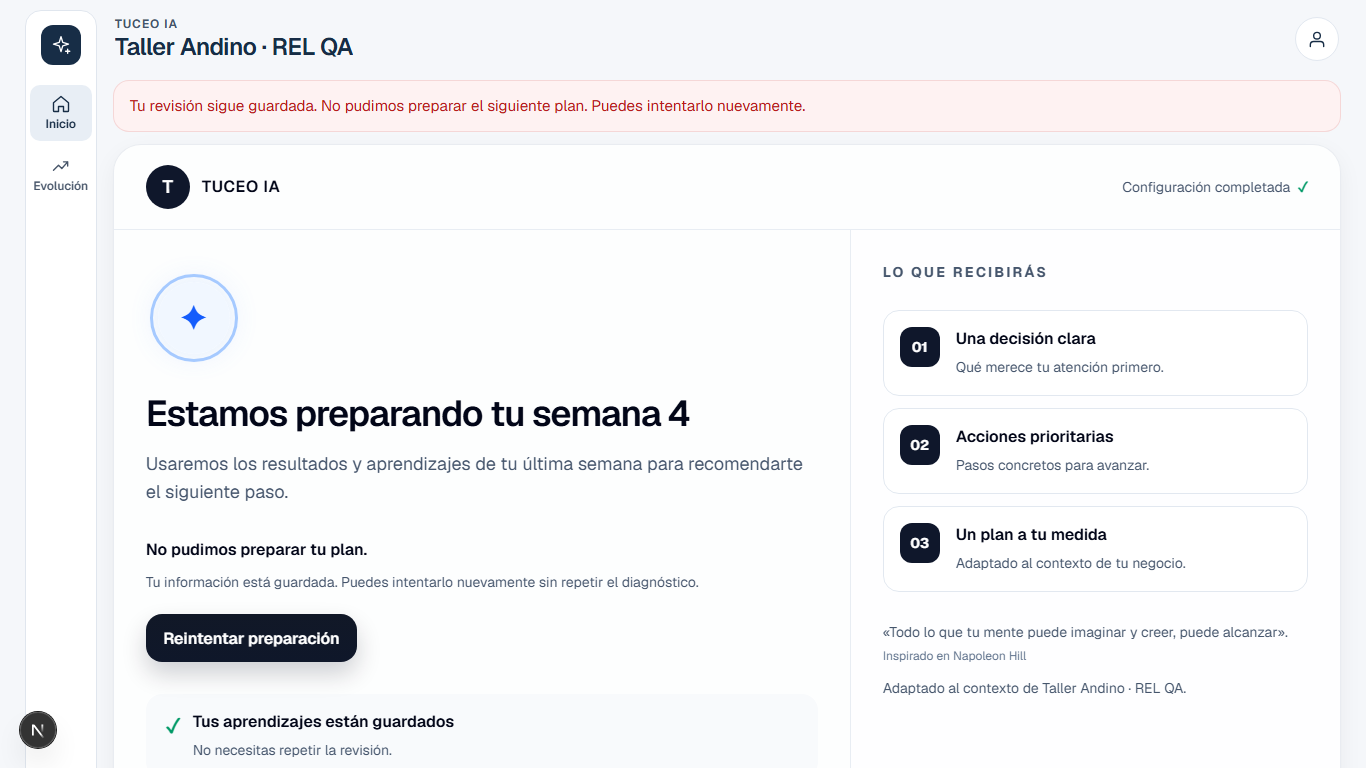 TUCEO IA
Taller Andino · REL QA
Inicio
Evolución
Tu revisión sigue guardada. No pudimos preparar el siguiente plan. Puedes intentarlo nuevamente.
T
TUCEO IA
Configuración completada ✓
Estamos preparando tu semana 4
Usaremos los resultados y aprendizajes de tu última semana para recomendarte
el siguiente paso.
No pudimos preparar tu plan.
Tu información está guardada. Puedes intentarlo nuevamente sin repetir el diagnóstico.
Reintentar preparación
✓ Tus aprendizajes están guardados
No necesitas repetir la revisión.
LO QUE RECIBIRÁS
01
Una decisión clara
Qué merece tu atención primero.
02
Acciones prioritarias
Pasos concretos para avanzar.
03
Un plan a tu medida
Adaptado al contexto de tu negocio.
«Todo lo que tu mente puede imaginar y creer, puede alcanzar».
Inspirado en Napoleon Hill
Adaptado al contexto de Taller Andino · REL QA.
N